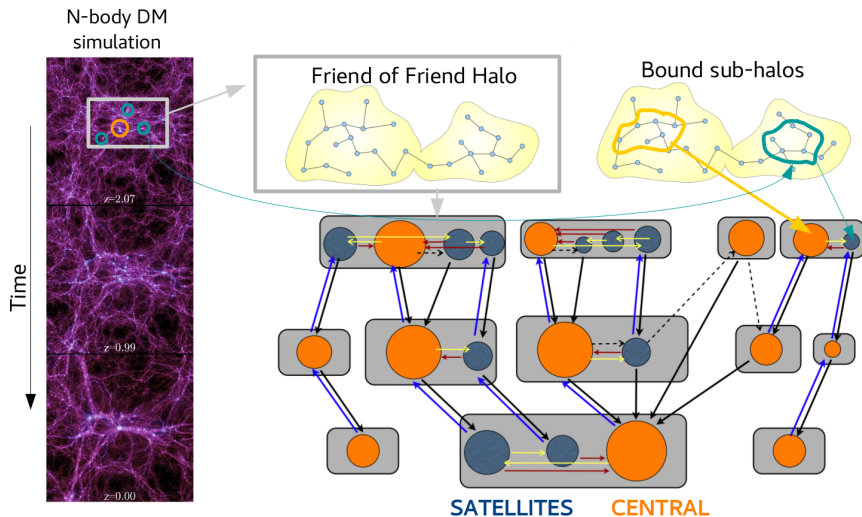 N-body DM
simulation
Friend of Friend Halo
Bound sub-halos
z=2.07
Time
z=0.99
z=0.00
SATELLITES
CENTRAL